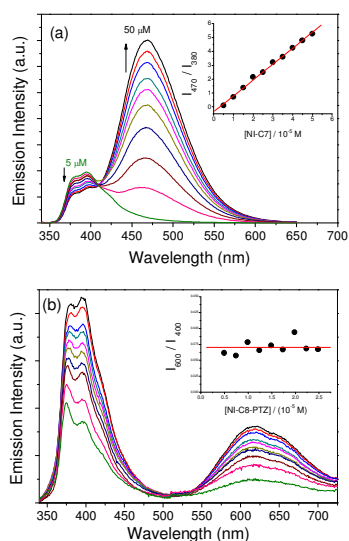 (a)
50 µM
5 µM
Emission Intensity (a.u.)
350 400 450 500 550 600 650 700
Wavelength (nm)
I470 / I380
6
5
4
3
2
1
0
0 1 2 3 4 5 6
[NI-C7] / 10⁻⁵ M
(b)
Emission Intensity (a.u.)
350 400 450 500 550 600 650 700
Wavelength (nm)
I600 / I400
0.0 0.5 1.0 1.5 2.0 2.5
[NI-C8-PTZ] / (10⁻⁵ M)